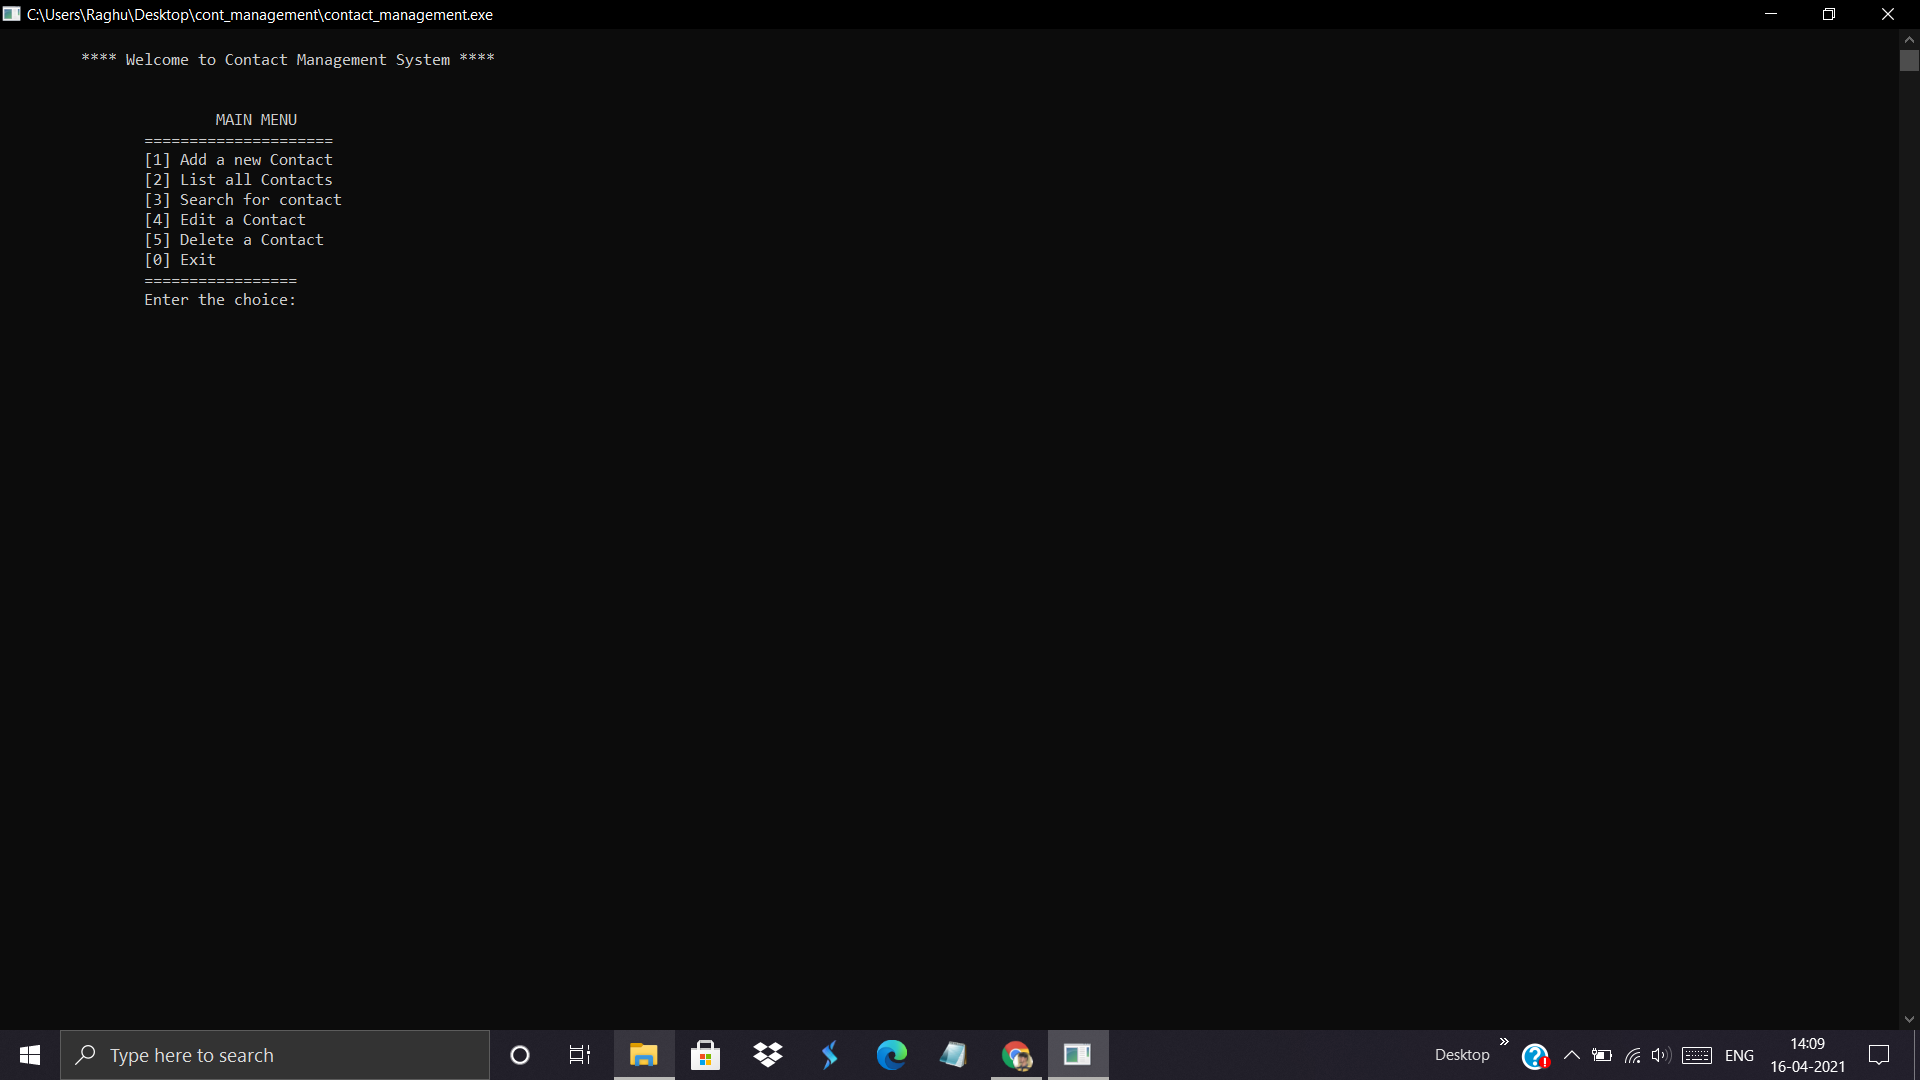 C:\Users\Raghu\Desktop\cont_management\contact_management.exe
**** Welcome to Contact Management System ****
MAIN MENU
=====================
[1] Add a new Contact
[2] List all Contacts
[3] Search for contact
[4] Edit a Contact
[5] Delete a Contact
[0] Exit
=================
Enter the choice:
Type here to search
Desktop
ENG
14:09
16-04-2021